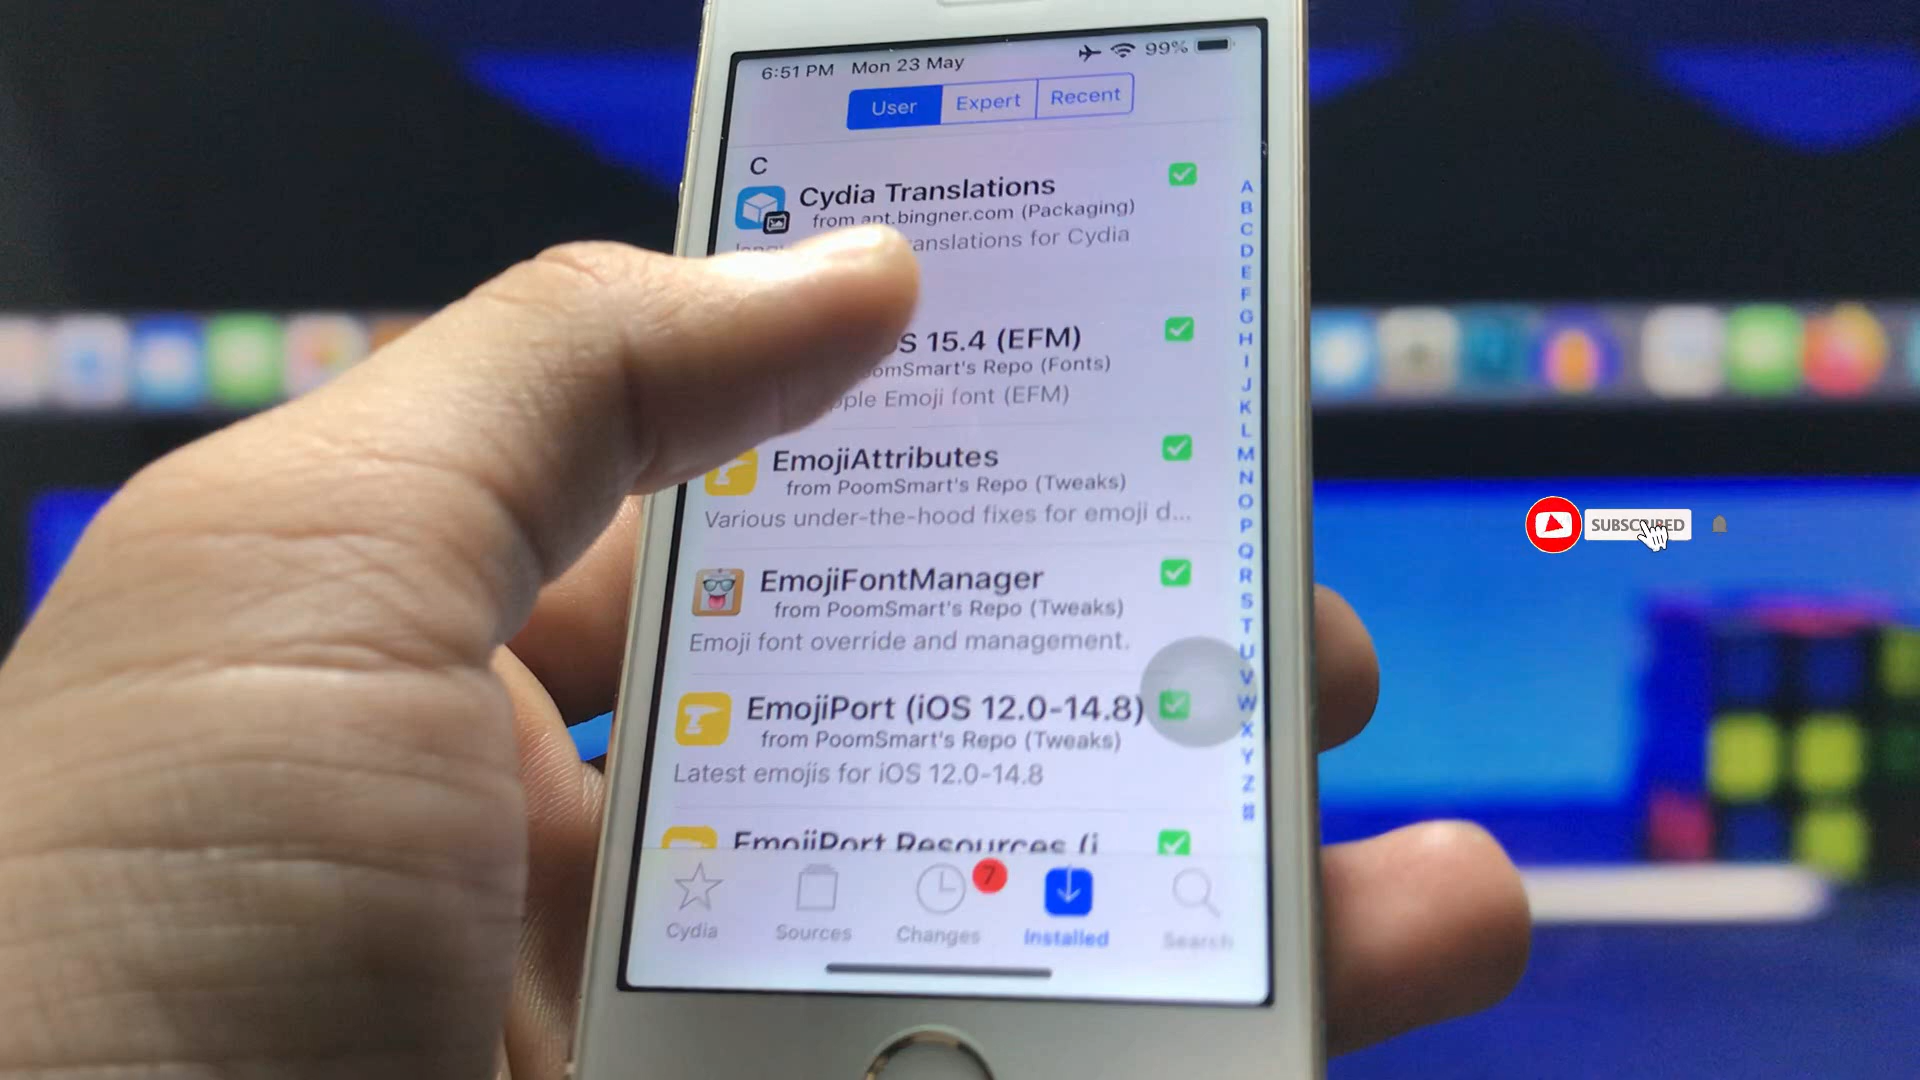 6:51 PM Mon 23 May 99%
User Expert Recent
C
Cydia Translations
from apt.bingner.com (Packaging)
anslations for Cydia
S 15.4 (EFM)
omSmart's Repo (Fonts)
ple Emoji font (EFM)
EmojiAttributes
from PoomSmart's Repo (Tweaks)
Various under-the-hood fixes for emoji d...
EmojiFontManager
from PoomSmart's Repo (Tweaks)
Emoji font override and management.
EmojiPort (iOS 12.0-14.8)
from PoomSmart's Repo (Tweaks)
Latest emojis for iOS 12.0-14.8
EmojiPort Resources (i
A
B
C
D
E
F
G
H
I
J
K
L
M
N
O
P
Q
R
S
T
U
V
W
X
Y
Z
#
7
Cydia Sources Changes Installed Search
SUBSCRIBED